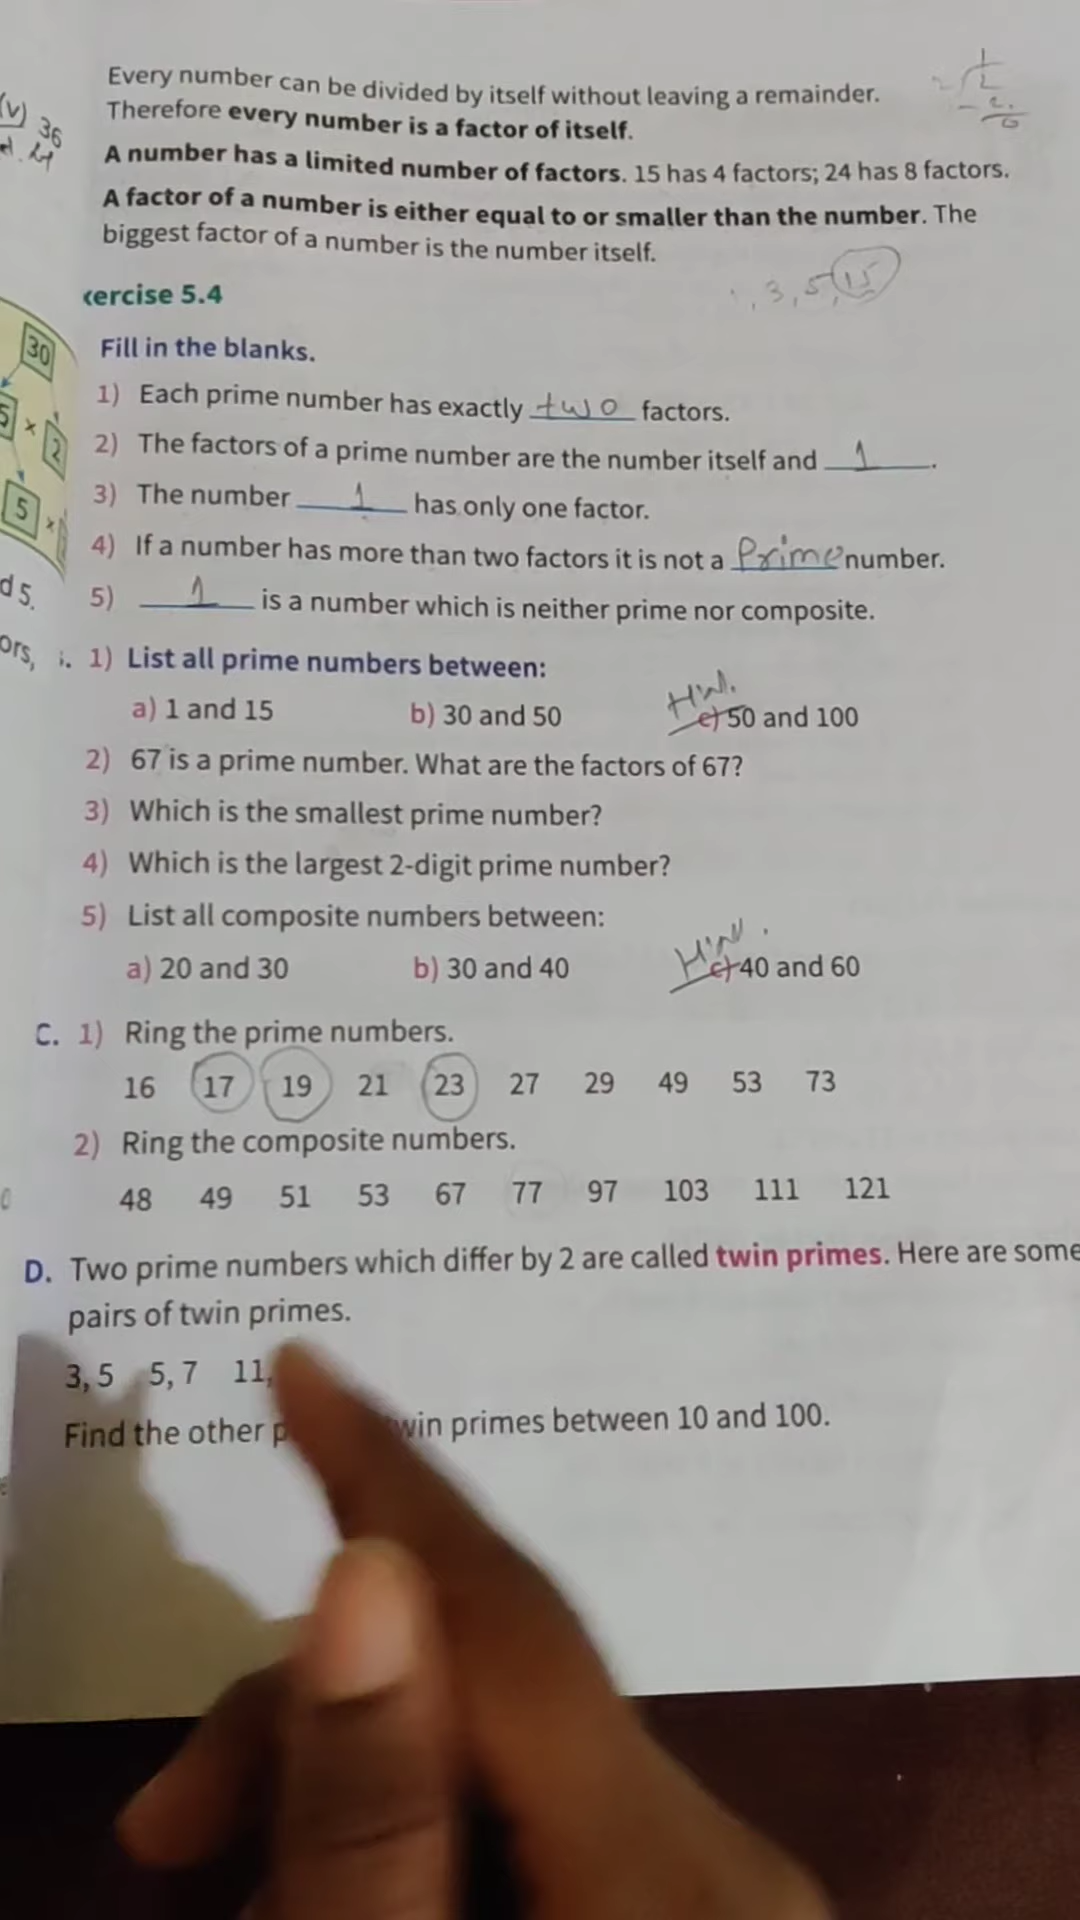 (v) 36
Every number can be divided by itself without leaving a remainder.
Therefore every number is a factor of itself.
A number has a limited number of factors. 15 has 4 factors; 24 has 8 factors.
A factor of a number is either equal to or smaller than the number. The
biggest factor of a number is the number itself.
, 3, 5, 15
xercise 5.4
30
5 × 2
5 ×
d 5.
ors,
Fill in the blanks.
1) Each prime number has exactly two factors.
2) The factors of a prime number are the number itself and 1.
3) The number 1 has only one factor.
4) If a number has more than two factors it is not a Prime number.
5) 1 is a number which is neither prime nor composite.
1) List all prime numbers between:
a) 1 and 15 b) 30 and 50 H.W. c) 50 and 100
2) 67 is a prime number. What are the factors of 67?
3) Which is the smallest prime number?
4) Which is the largest 2-digit prime number?
5) List all composite numbers between:
a) 20 and 30 b) 30 and 40 H.W. c) 40 and 60
C. 1) Ring the prime numbers.
16 17 19 21 23 27 29 49 53 73
2) Ring the composite numbers.
48 49 51 53 67 77 97 103 111 121
D. Two prime numbers which differ by 2 are called twin primes. Here are some
pairs of twin primes.
3, 5 5, 7 11,
Find the other p win primes between 10 and 100.